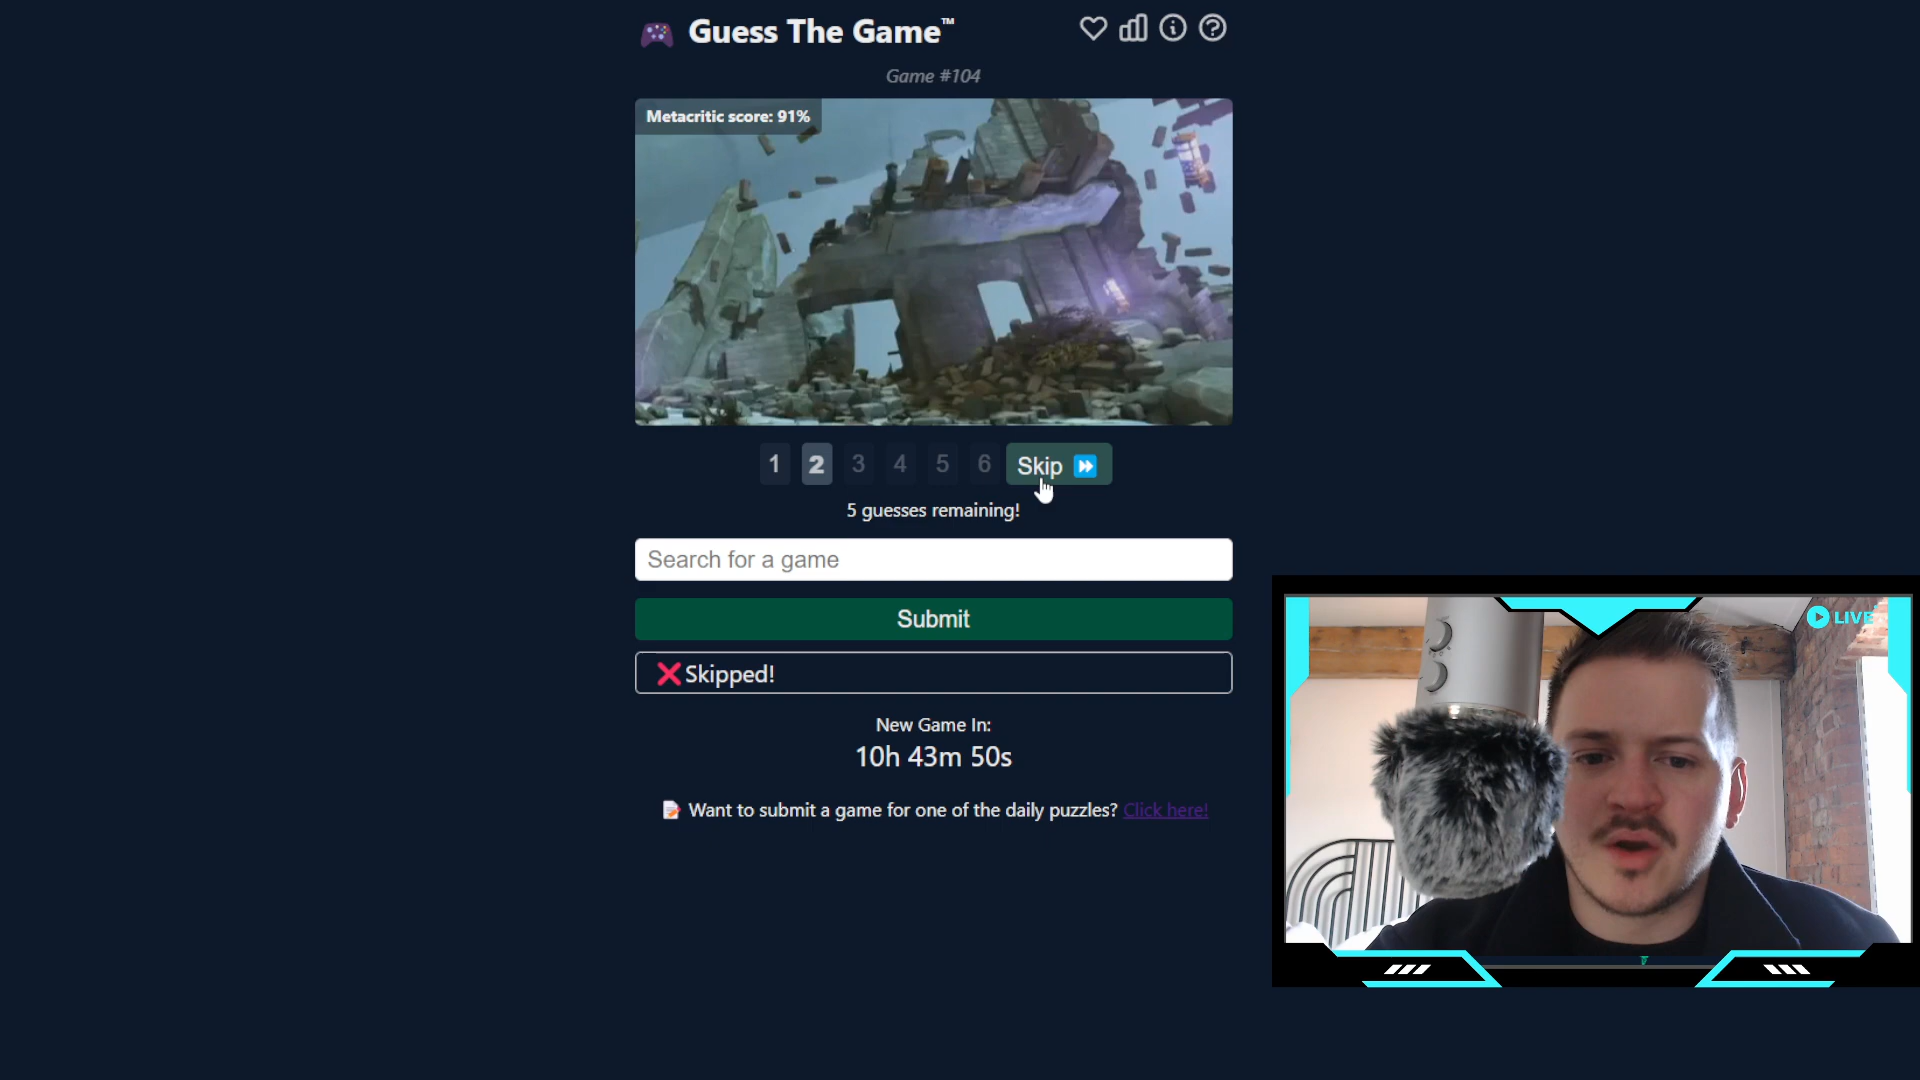 Guess The Game™
Game #104
Metacritic score: 91%
1 2 3 4 5 6 Skip
5 guesses remaining!
Search for a game
Submit
❌ Skipped!
New Game In:
10h 43m 50s
📝 Want to submit a game for one of the daily puzzles? Click here!
LIVE